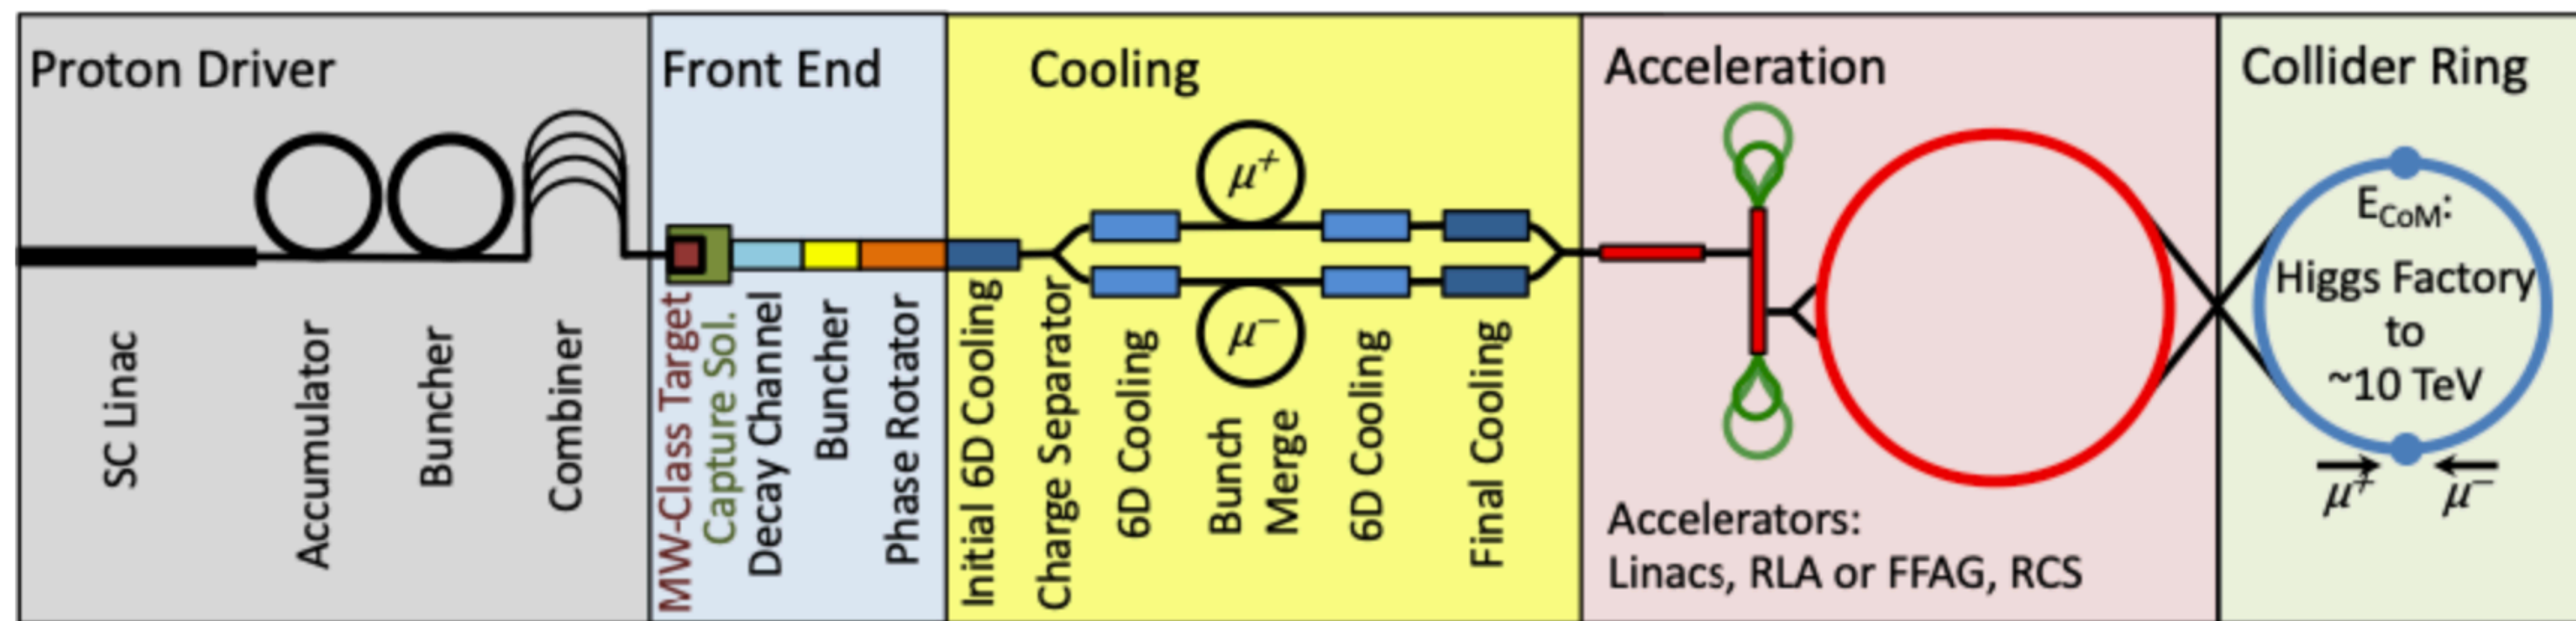 Proton Driver
SC Linac
Accumulator
Buncher
Combiner
Front End
MW-Class Target
Capture Sol.
Decay Channel
Buncher
Phase Rotator
Cooling
Initial 6D Cooling
Charge Separator
6D Cooling
μ+
μ−
Bunch
Merge
6D Cooling
Final Cooling
Acceleration
Accelerators:
Linacs, RLA or FFAG, RCS
Collider Ring
ECoM:
Higgs Factory
to
~10 TeV
μ+ μ−